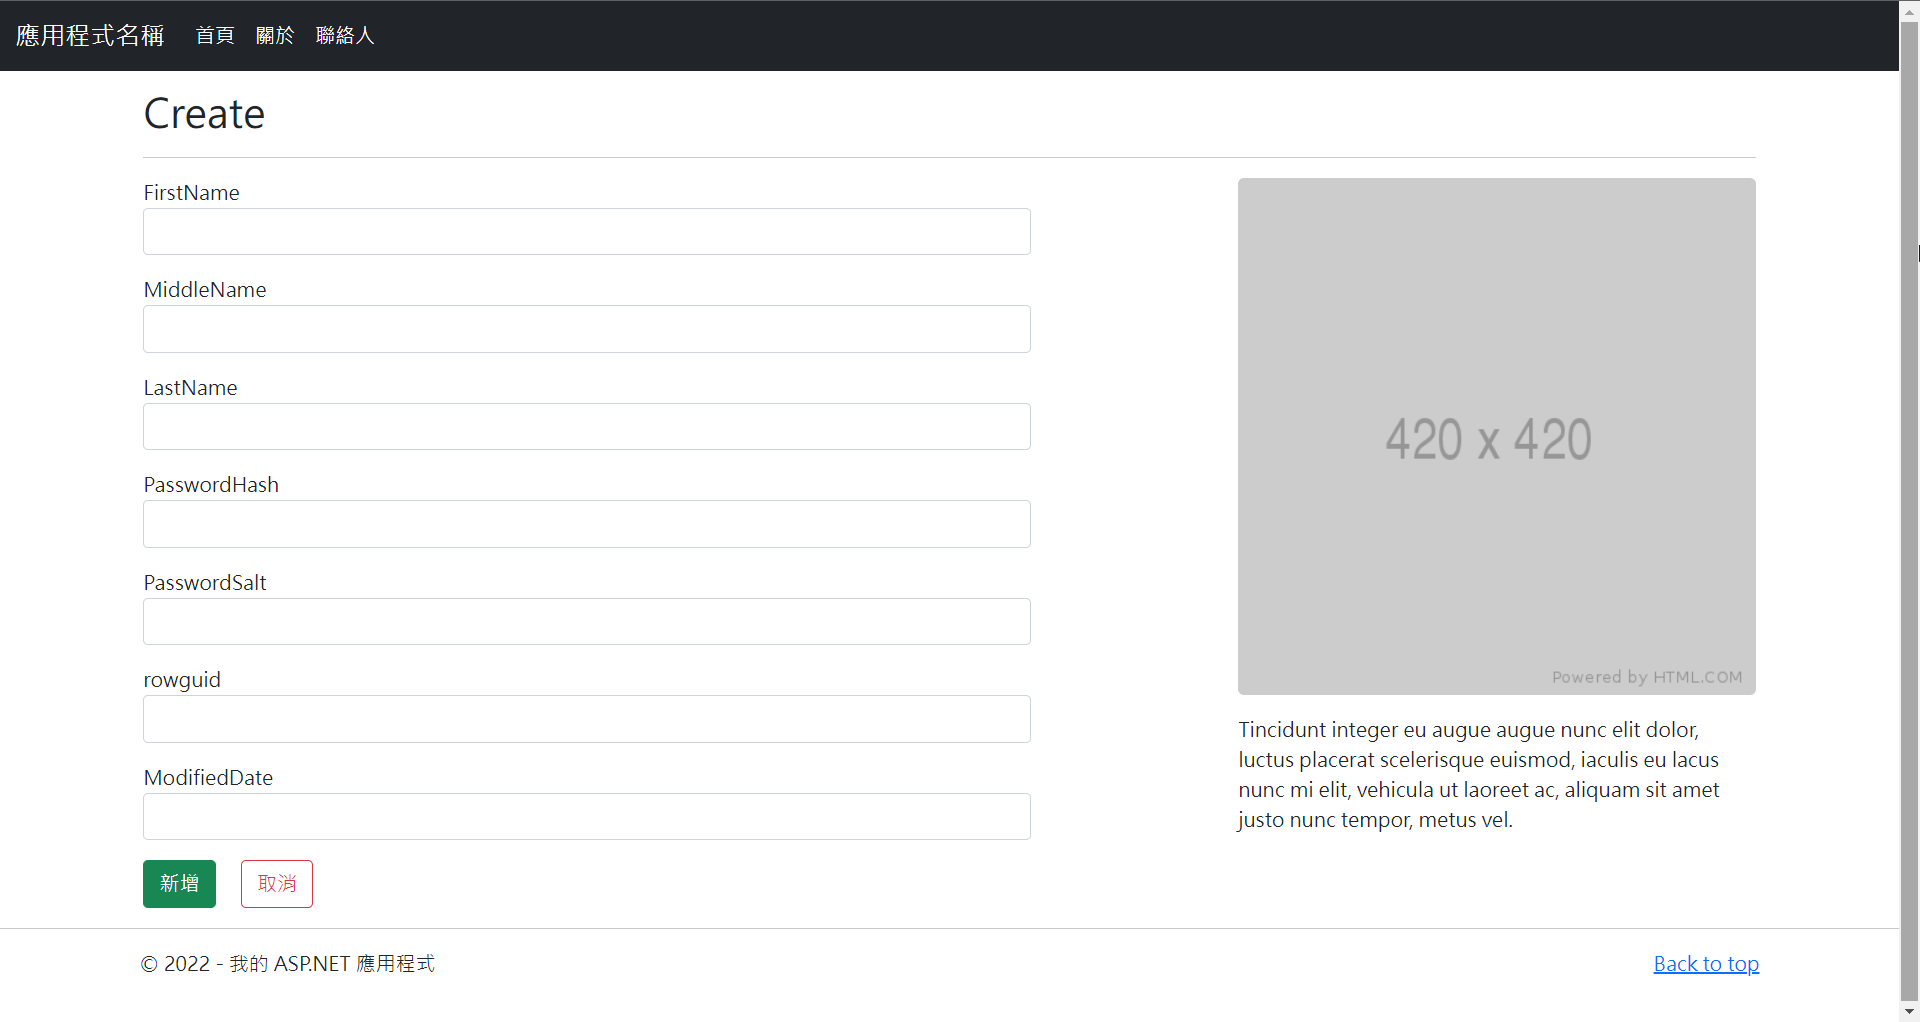 應用程式名稱 首頁 關於 聯絡人
Create
FirstName
MiddleName
LastName
PasswordHash
PasswordSalt
rowguid
ModifiedDate
新增 取消
420 x 420
Powered by HTML.COM
Tincidunt integer eu augue augue nunc elit dolor,
luctus placerat scelerisque euismod, iaculis eu lacus
nunc mi elit, vehicula ut laoreet ac, aliquam sit amet
justo nunc tempor, metus vel.
© 2022 - 我的 ASP.NET 應用程式
Back to top